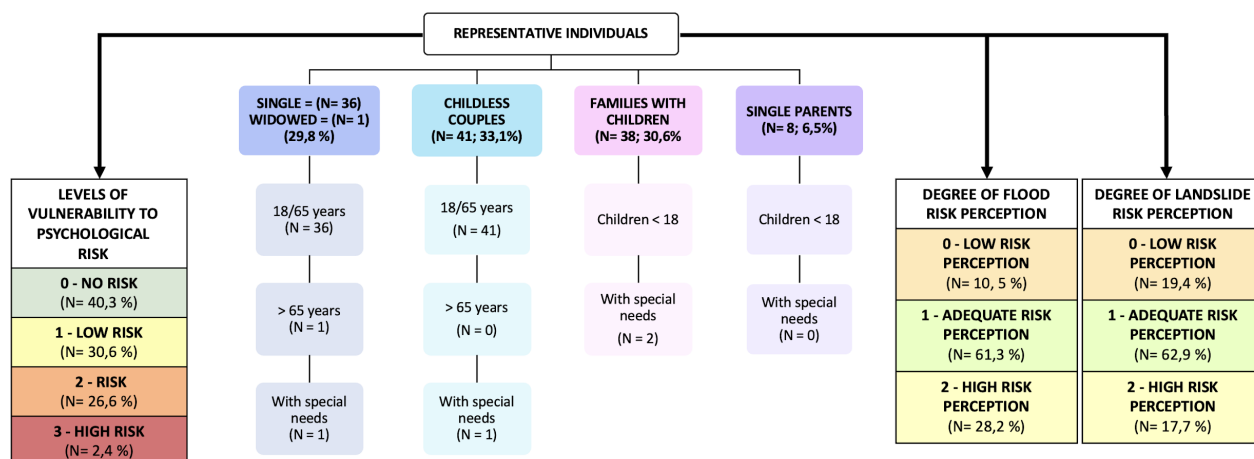 REPRESENTATIVE INDIVIDUALS
SINGLE = (N= 36)
WIDOWED = (N= 1)
(29,8 %)
CHILDLESS
COUPLES
(N= 41; 33,1%)
FAMILIES WITH
CHILDREN
(N= 38; 30,6%
SINGLE PARENTS
(N= 8; 6,5%)
LEVELS OF
VULNERABILITY TO
PSYCHOLOGICAL
RISK
0 - NO RISK
(N= 40,3 %)
1 - LOW RISK
(N= 30,6 %)
2 - RISK
(N= 26,6 %)
3 - HIGH RISK
(N= 2,4 %)
18/65 years
(N = 36)
> 65 years
(N = 1)
With special
needs
(N = 1)
18/65 years
(N = 41)
> 65 years
(N = 0)
With special
needs
(N = 1)
Children < 18
With special
needs
(N = 2)
Children < 18
With special
needs
(N = 0)
DEGREE OF FLOOD
RISK PERCEPTION
0 - LOW RISK
PERCEPTION
(N= 10, 5 %)
1 - ADEQUATE RISK
PERCEPTION
(N= 61,3 %)
2 - HIGH RISK
PERCEPTION
(N= 28,2 %)
DEGREE OF LANDSLIDE
RISK PERCEPTION
0 - LOW RISK
PERCEPTION
(N= 19,4 %)
1 - ADEQUATE RISK
PERCEPTION
(N= 62,9 %)
2 - HIGH RISK
PERCEPTION
(N= 17,7 %)